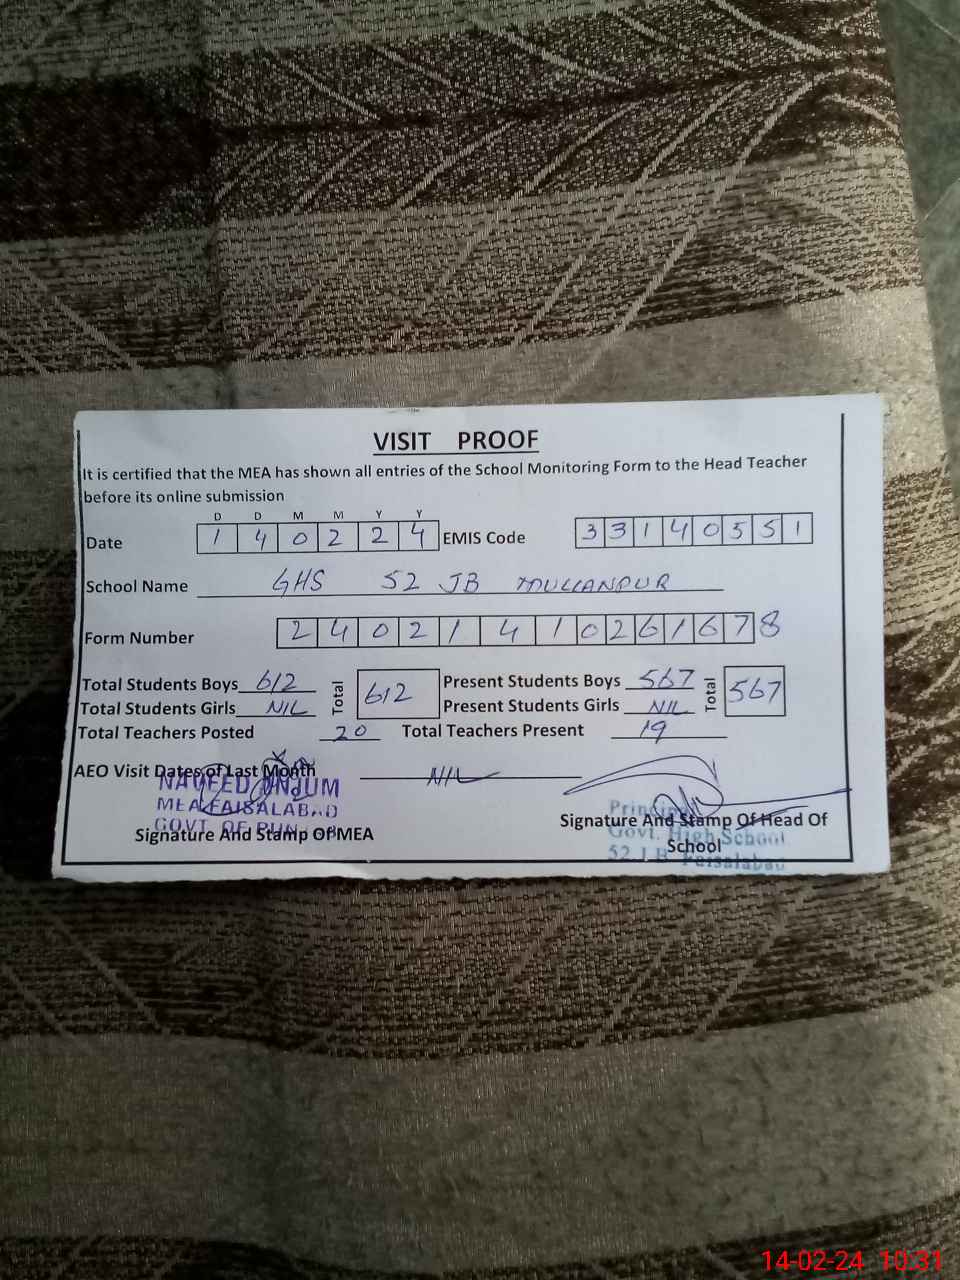 VISIT PROOF
It is certified that the MEA has shown all entries of the School Monitoring Form to the Head Teacher
before its online submission
D D M M Y Y
Date 1 4 0 2 2 4 EMIS Code 3 3 1 4 0 5 5 1
School Name GHS 52 JB MULLANPUR
Form Number 2 4 0 2 1 4 1 0 2 6 1 6 7 8
Total Students Boys 612 Total 612 Present Students Boys 567 Total 567
Total Students Girls NIL Present Students Girls NIL
Total Teachers Posted 20 Total Teachers Present 19
AEO Visit Dates of Last Month NIL
NAVEED ANJUM
MEA FAISALABAD
GOVT. OF PUNJAB
Signature And Stamp OF MEA
Principal
Signature And Stamp Of Head Of
Govt. High School
School
52 J.B Faisalabad
14-02-24 10:31